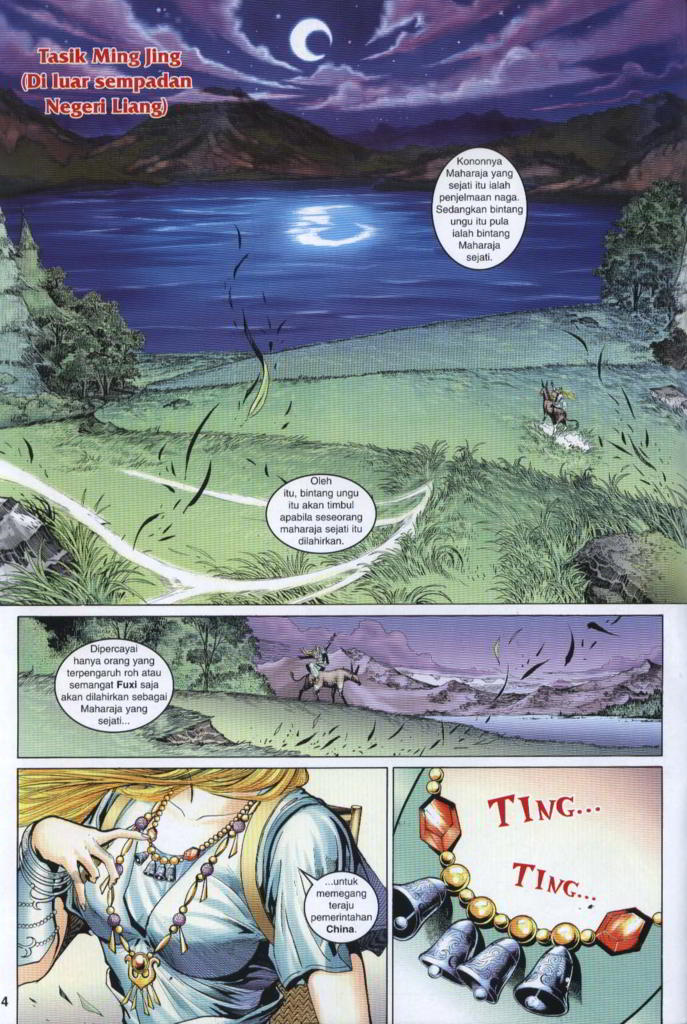 Tasik Ming Jing
(Di luar sempadan
Negeri Liang)
Kononnya
Maharaja yang
sejati itu ialah
penjelmaan naga.
Sedangkan bintang
ungu itu pula
ialah bintang
Maharaja
sejati.
Oleh
itu, bintang ungu
itu akan timbul
apabila seseorang
maharaja sejati itu
dilahirkan.
Dipercayai
hanya orang yang
terpengaruh roh atau
semangat Fuxi saja
akan dilahirkan sebagai
Maharaja yang
sejati...
...untuk
memegang
teraju
pemerintahan
China.
TING...
TING...
4